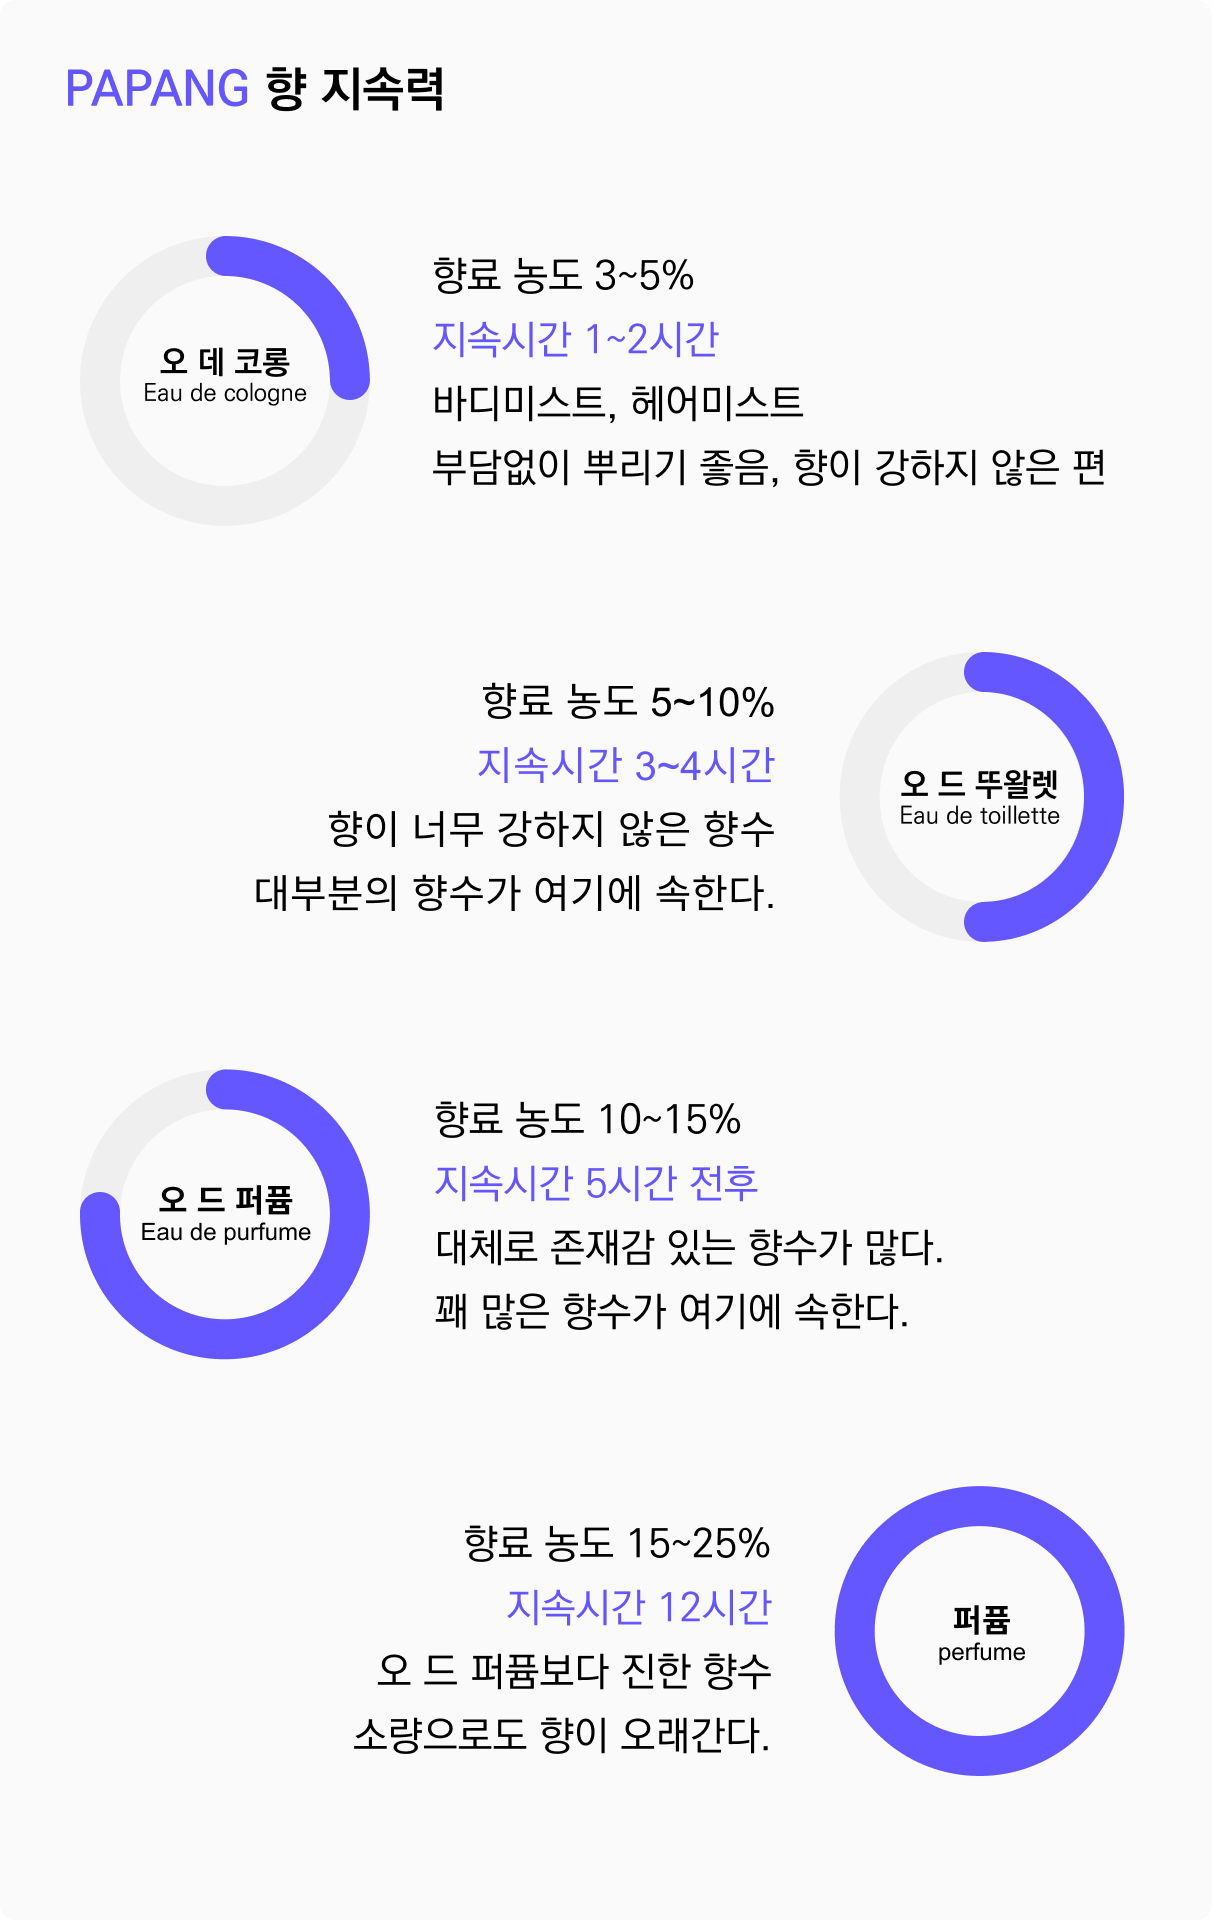 PAPANG 향 지속력
오 데 코롱
Eau de cologne
향료 농도 3~5%
지속시간 1~2시간
바디미스트, 헤어미스트
부담없이 뿌리기 좋음, 향이 강하지 않은 편
향료 농도 5~10%
지속시간 3~4시간
향이 너무 강하지 않은 향수
대부분의 향수가 여기에 속한다.
오 드 뚜왈렛
Eau de toillette
오 드 퍼퓸
Eau de purfume
향료 농도 10~15%
지속시간 5시간 전후
대체로 존재감 있는 향수가 많다.
꽤 많은 향수가 여기에 속한다.
향료 농도 15~25%
지속시간 12시간
오 드 퍼퓸보다 진한 향수
소량으로도 향이 오래간다.
퍼퓸
perfume